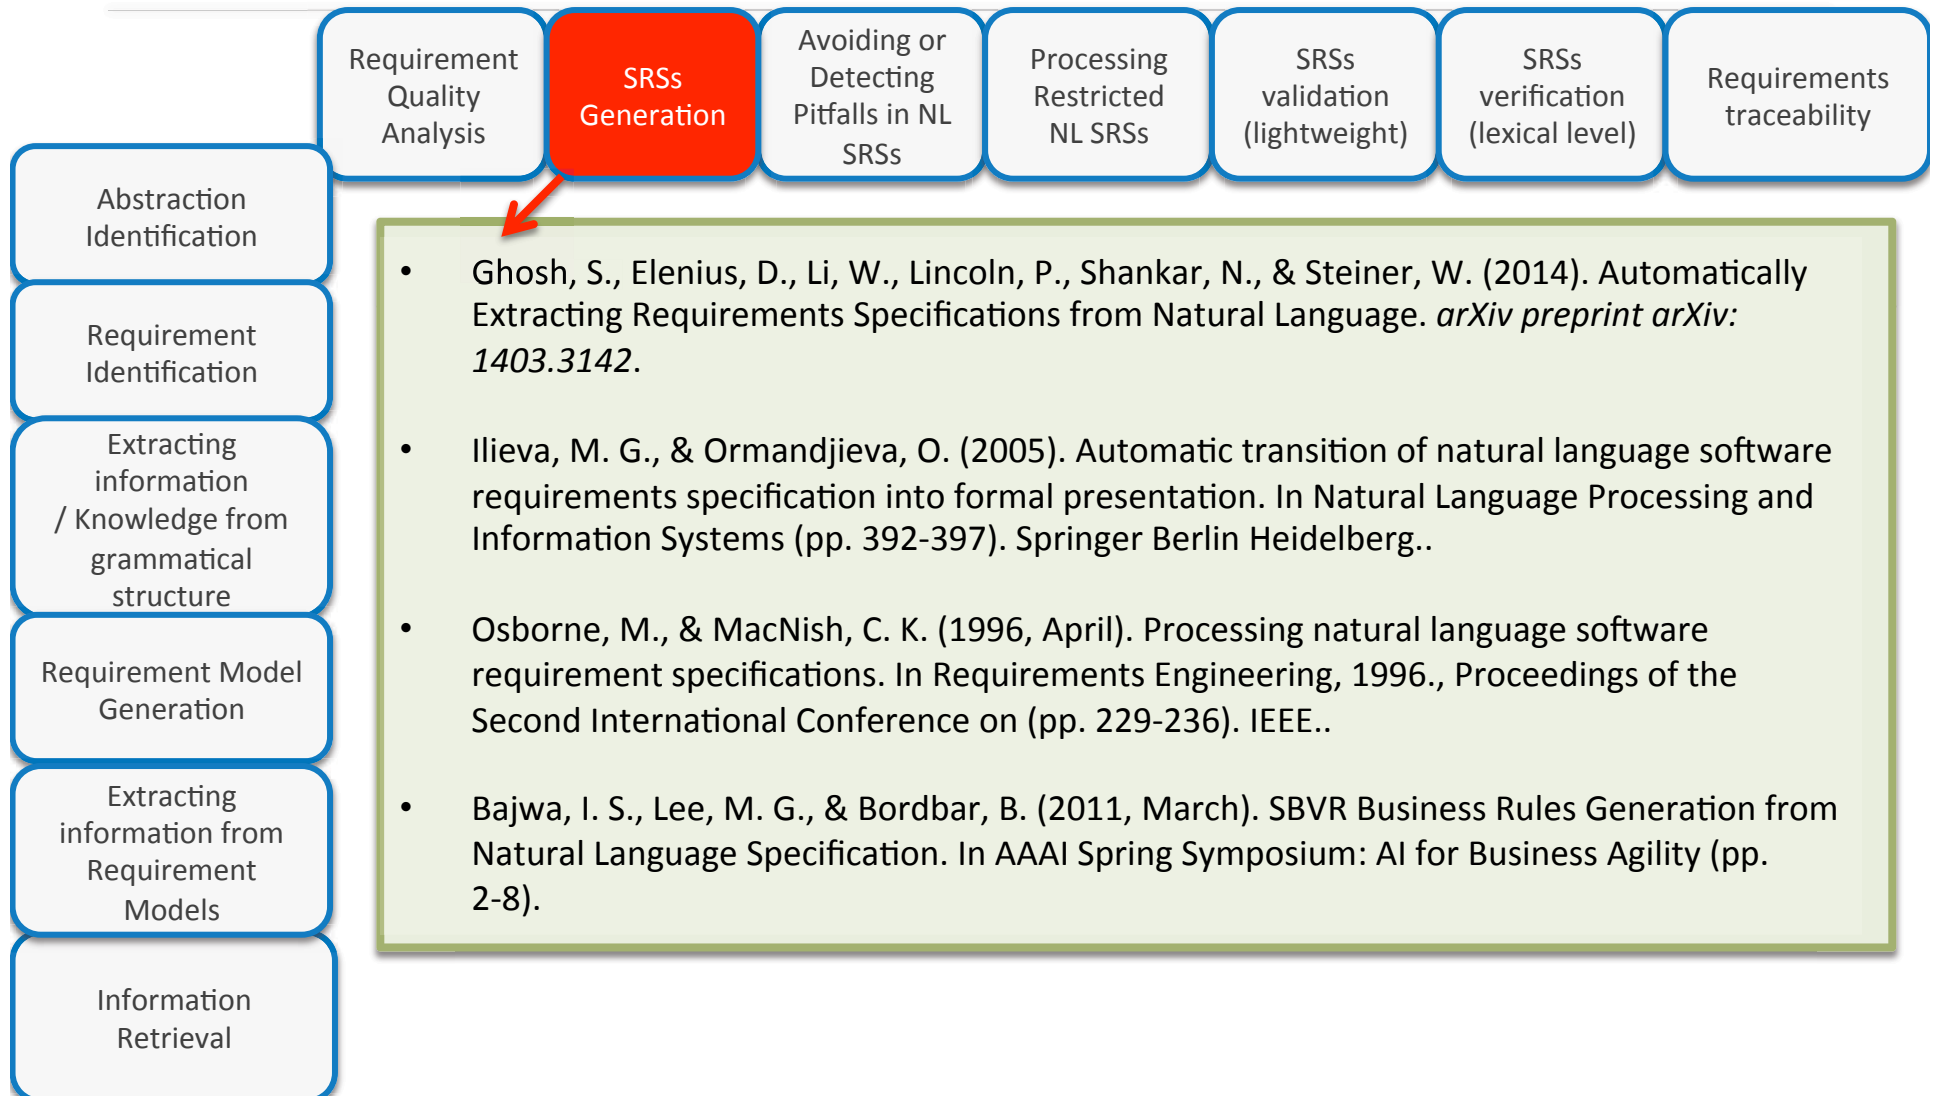 Requirement
Quality
Analysis
SRSs
Generation
Avoiding or
Detecting
Pitfalls in NL
SRSs
Processing
Restricted
NL SRSs
SRSs
validation
(lightweight)
SRSs
verification
(lexical level)
Requirements
traceability
Abstraction
Identification
Requirement
Identification
Extracting
information
/ Knowledge from
grammatical
structure
Requirement Model
Generation
Extracting
information from
Requirement
Models
Information
Retrieval
• Ghosh, S., Elenius, D., Li, W., Lincoln, P., Shankar, N., & Steiner, W. (2014). Automatically
Extracting Requirements Specifications from Natural Language. arXiv preprint arXiv:
1403.3142.
• Ilieva, M. G., & Ormandjieva, O. (2005). Automatic transition of natural language software
requirements specification into formal presentation. In Natural Language Processing and
Information Systems (pp. 392-397). Springer Berlin Heidelberg..
• Osborne, M., & MacNish, C. K. (1996, April). Processing natural language software
requirement specifications. In Requirements Engineering, 1996., Proceedings of the
Second International Conference on (pp. 229-236). IEEE..
• Bajwa, I. S., Lee, M. G., & Bordbar, B. (2011, March). SBVR Business Rules Generation from
Natural Language Specification. In AAAI Spring Symposium: AI for Business Agility (pp.
2-8).